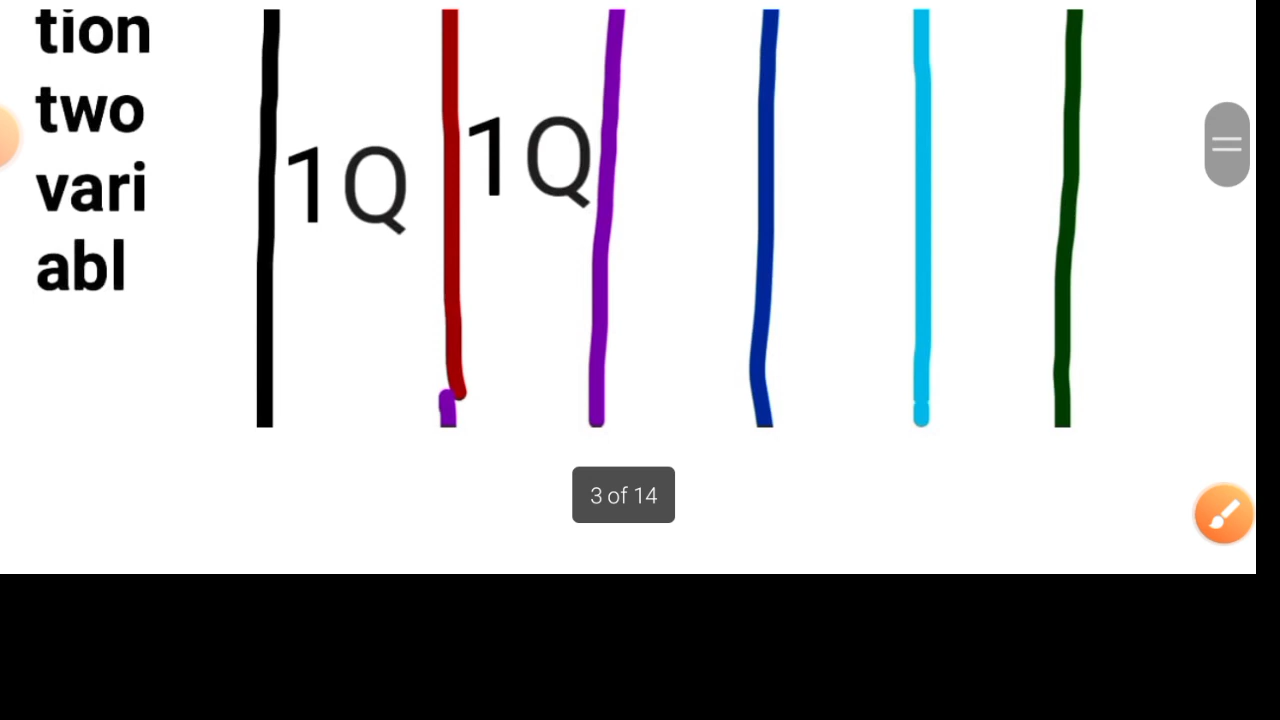 tion
two
vari
abl
1Q
1Q
3 of 14